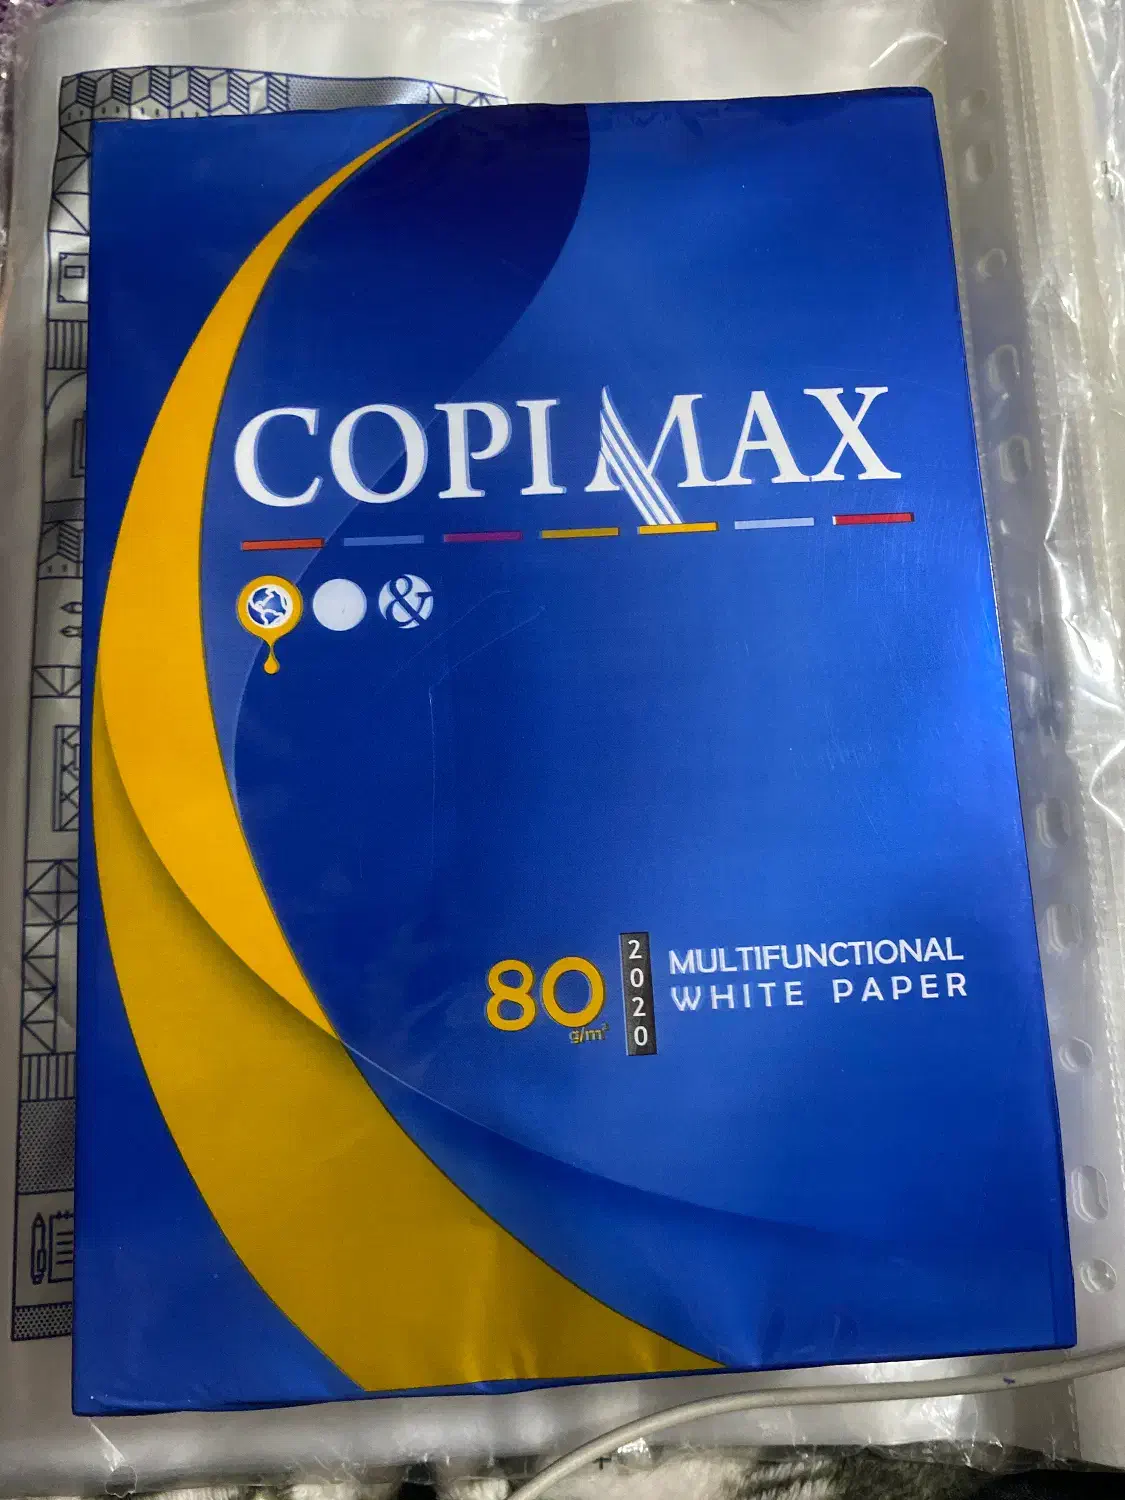 COPIMAX
&
80
g/m²
2020
MULTIFUNCTIONAL
WHITE PAPER